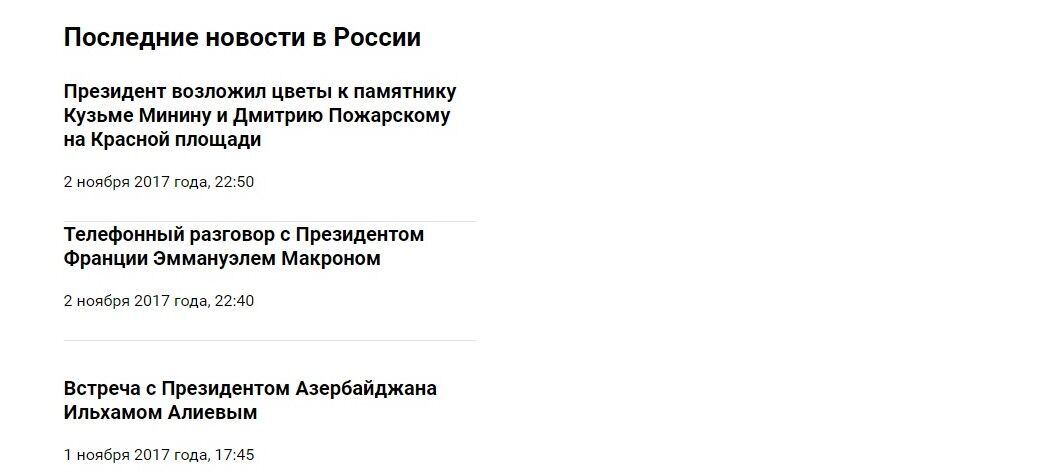 Последние новости в России
Президент возложил цветы к памятнику
Кузьме Минину и Дмитрию Пожарскому
на Красной площади
2 ноября 2017 года, 22:50
Телефонный разговор с Президентом
Франции Эммануэлем Макроном
2 ноября 2017 года, 22:40
Встреча с Президентом Азербайджана
Ильхамом Алиевым
1 ноября 2017 года, 17:45